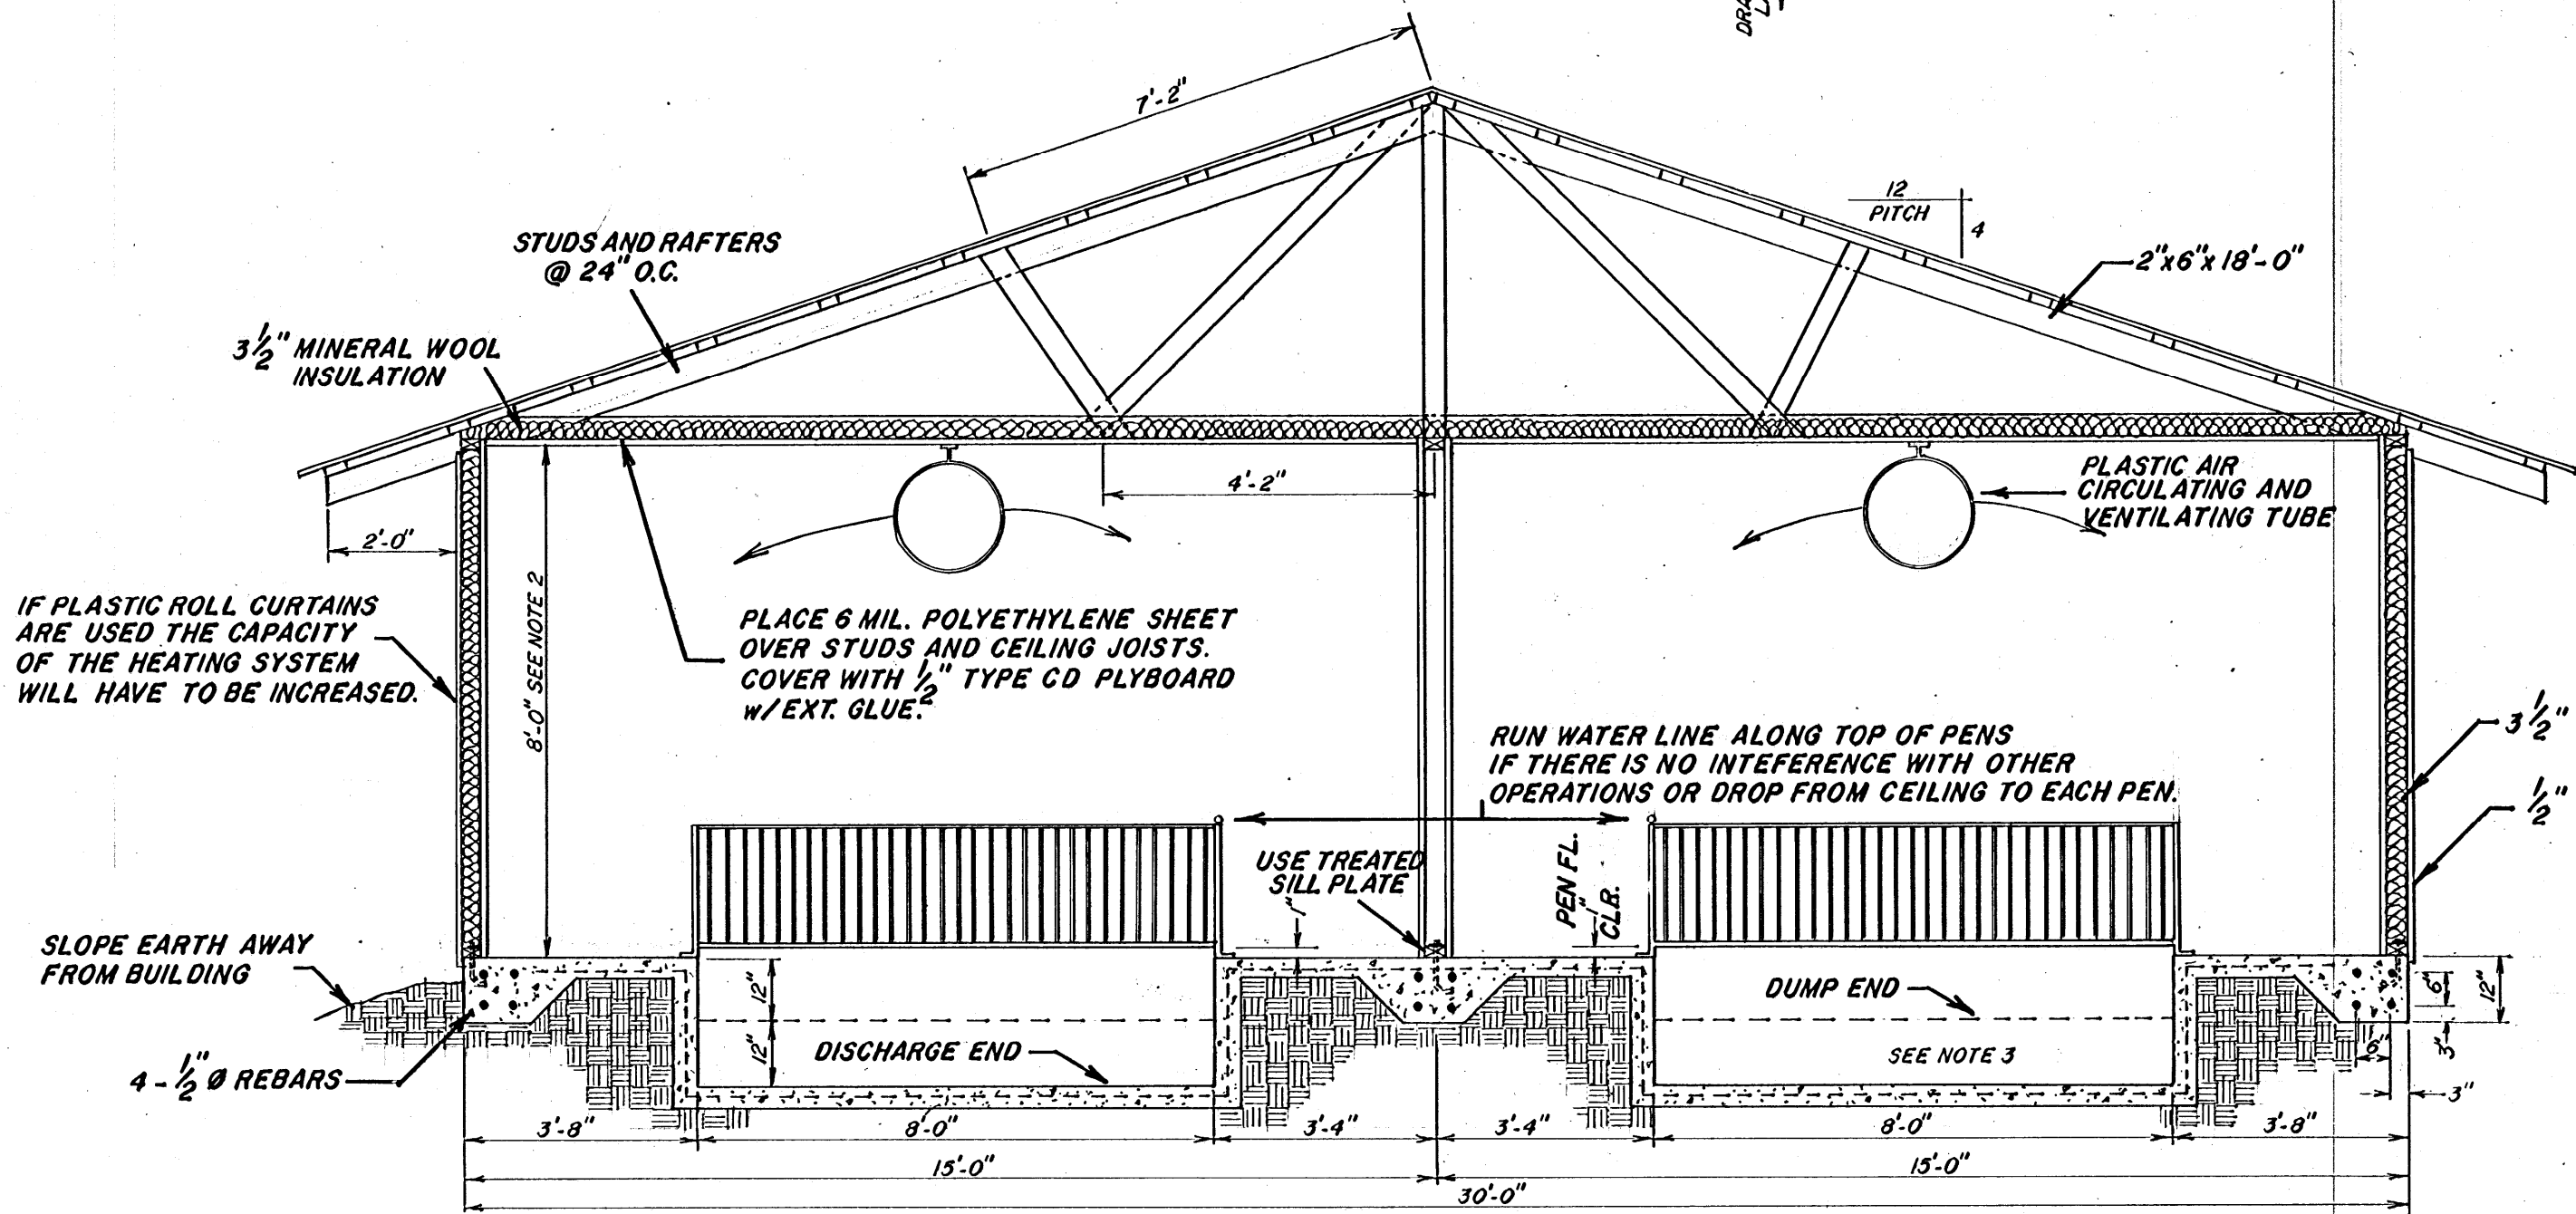 DRA
7'-2"
12
PITCH
4
STUDS AND RAFTERS
@ 24" O.C.
2"x6"x18'-0"
3 1/2" MINERAL WOOL
INSULATION
4'-2"
PLASTIC AIR
CIRCULATING AND
VENTILATING TUBE
2'-0"
8'-0" SEE NOTE 2
IF PLASTIC ROLL CURTAINS
ARE USED THE CAPACITY
OF THE HEATING SYSTEM
WILL HAVE TO BE INCREASED.
PLACE 6 MIL. POLYETHYLENE SHEET
OVER STUDS AND CEILING JOISTS.
COVER WITH 1/2" TYPE CD PLYBOARD
W/EXT. GLUE.
RUN WATER LINE ALONG TOP OF PENS
IF THERE IS NO INTEFERENCE WITH OTHER
OPERATIONS OR DROP FROM CEILING TO EACH PEN.
3 1/2"
1/2"
USE TREATED
SILL PLATE
1"
PEN FL.
1"
CLR.
SLOPE EARTH AWAY
FROM BUILDING
12"
12"
DISCHARGE END
DUMP END
SEE NOTE 3
6"
12"
3"
6"
3"
4 - 1/2" Ø REBARS
3'-8"
8'-0"
3'-4"
3'-4"
8'-0"
3'-8"
15'-0"
15'-0"
30'-0"